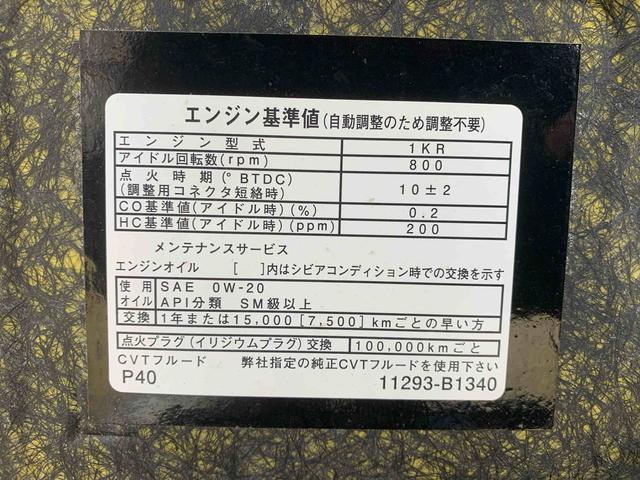 エンジン基準値(自動調整のため調整不要)
エンジン型式 1KR
アイドル回転数(rpm) 800
点火時期(°BTDC)
(調整用コネクタ短絡時) 10±2
CO基準値(アイドル時)(%) 0.2
HC基準値(アイドル時)(ppm) 200
メンテナンスサービス
エンジンオイル [ ]内はシビアコンディション時での交換を示す
使用 SAE 0W-20
オイル API分類 SM級以上
交換 1年または15,000[7,500]kmごとの早い方
点火プラグ(イリジウムプラグ)交換 100,000kmごと
CVTフルード 弊社指定の純正CVTフルードを使用下さい
P40 11293-B1340